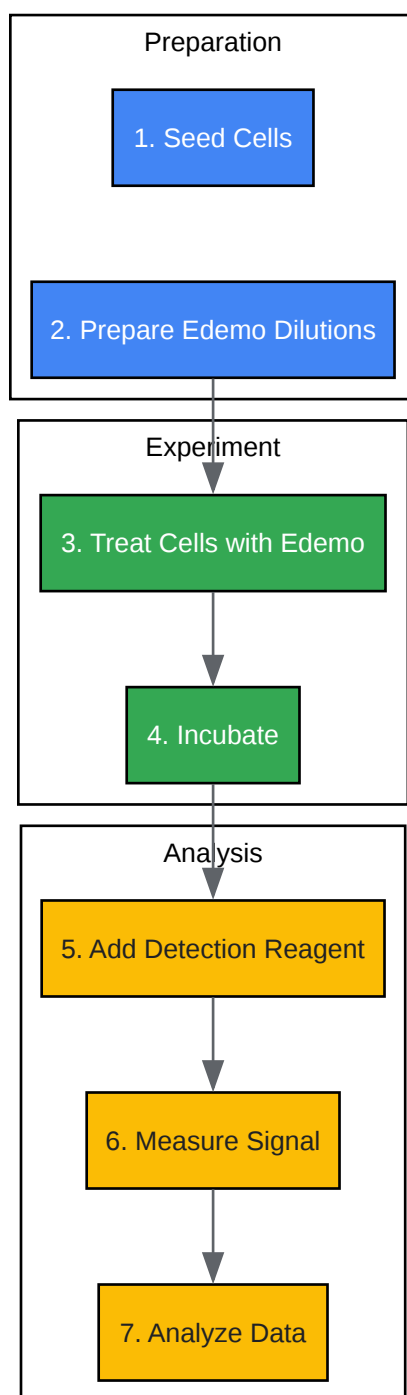 Preparation
1. Seed Cells
2. Prepare Edemo Dilutions
Experiment
3. Treat Cells with Edemo
4. Incubate
Analysis
5. Add Detection Reagent
6. Measure Signal
7. Analyze Data